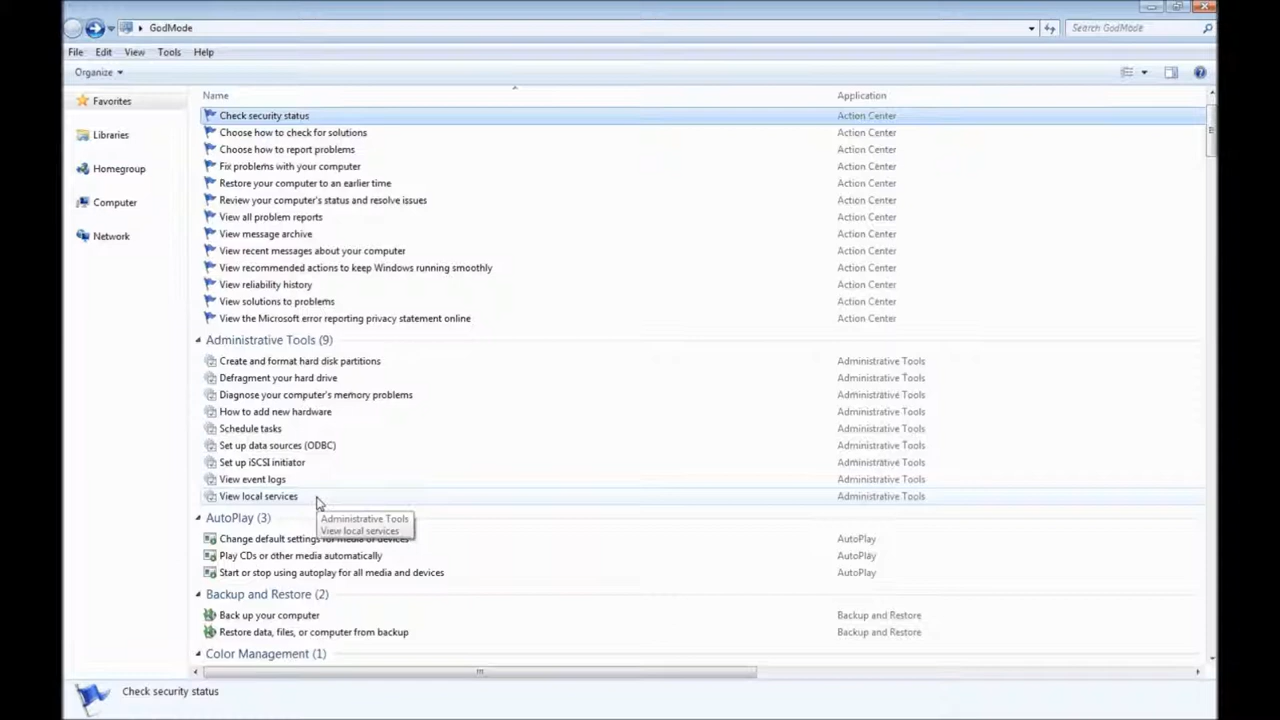 GodMode
Search GodMode
File Edit View Tools Help
Organize
Name Application
Favorites
Libraries
Homegroup
Computer
Network
Check security status Action Center
Choose how to check for solutions Action Center
Choose how to report problems Action Center
Fix problems with your computer Action Center
Restore your computer to an earlier time Action Center
Review your computer's status and resolve issues Action Center
View all problem reports Action Center
View message archive Action Center
View recent messages about your computer Action Center
View recommended actions to keep Windows running smoothly Action Center
View reliability history Action Center
View solutions to problems Action Center
View the Microsoft error reporting privacy statement online Action Center
Administrative Tools (9)
Create and format hard disk partitions Administrative Tools
Defragment your hard drive Administrative Tools
Diagnose your computer's memory problems Administrative Tools
How to add new hardware Administrative Tools
Schedule tasks Administrative Tools
Set up data sources (ODBC) Administrative Tools
Set up iSCSI initiator Administrative Tools
View event logs Administrative Tools
View local services Administrative Tools
Administrative Tools
View local services
AutoPlay (3)
Change default settings for media or devices AutoPlay
Play CDs or other media automatically AutoPlay
Start or stop using autoplay for all media and devices AutoPlay
Backup and Restore (2)
Back up your computer Backup and Restore
Restore data, files, or computer from backup Backup and Restore
Color Management (1)
Check security status